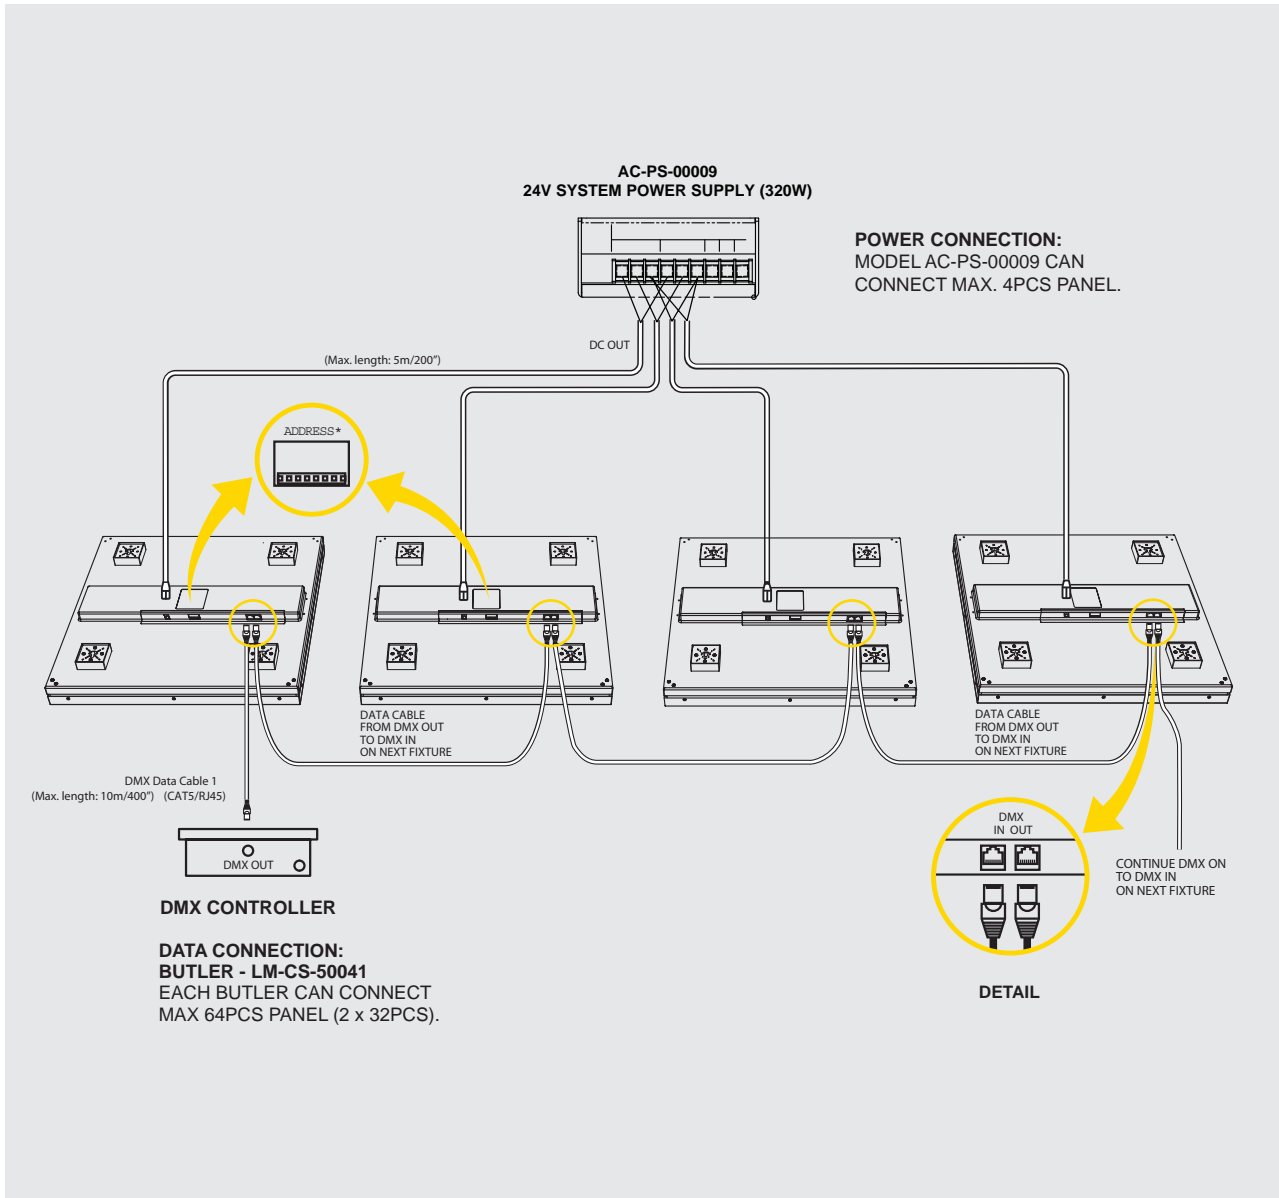 AC-PS-00009
24V SYSTEM POWER SUPPLY (320W)
POWER CONNECTION:
MODEL AC-PS-00009 CAN
CONNECT MAX. 4PCS PANEL.
DC OUT
(Max. length: 5m/200")
ADDRESS*
DATA CABLE
FROM DMX OUT
TO DMX IN
ON NEXT FIXTURE
DATA CABLE
FROM DMX OUT
TO DMX IN
ON NEXT FIXTURE
DMX Data Cable 1
(Max. length: 10m/400") (CAT5/RJ45)
DMX OUT
DMX
IN OUT
CONTINUE DMX ON
TO DMX IN
ON NEXT FIXTURE
DMX CONTROLLER
DATA CONNECTION:
BUTLER - LM-CS-50041
EACH BUTLER CAN CONNECT
MAX 64PCS PANEL (2 x 32PCS).
DETAIL